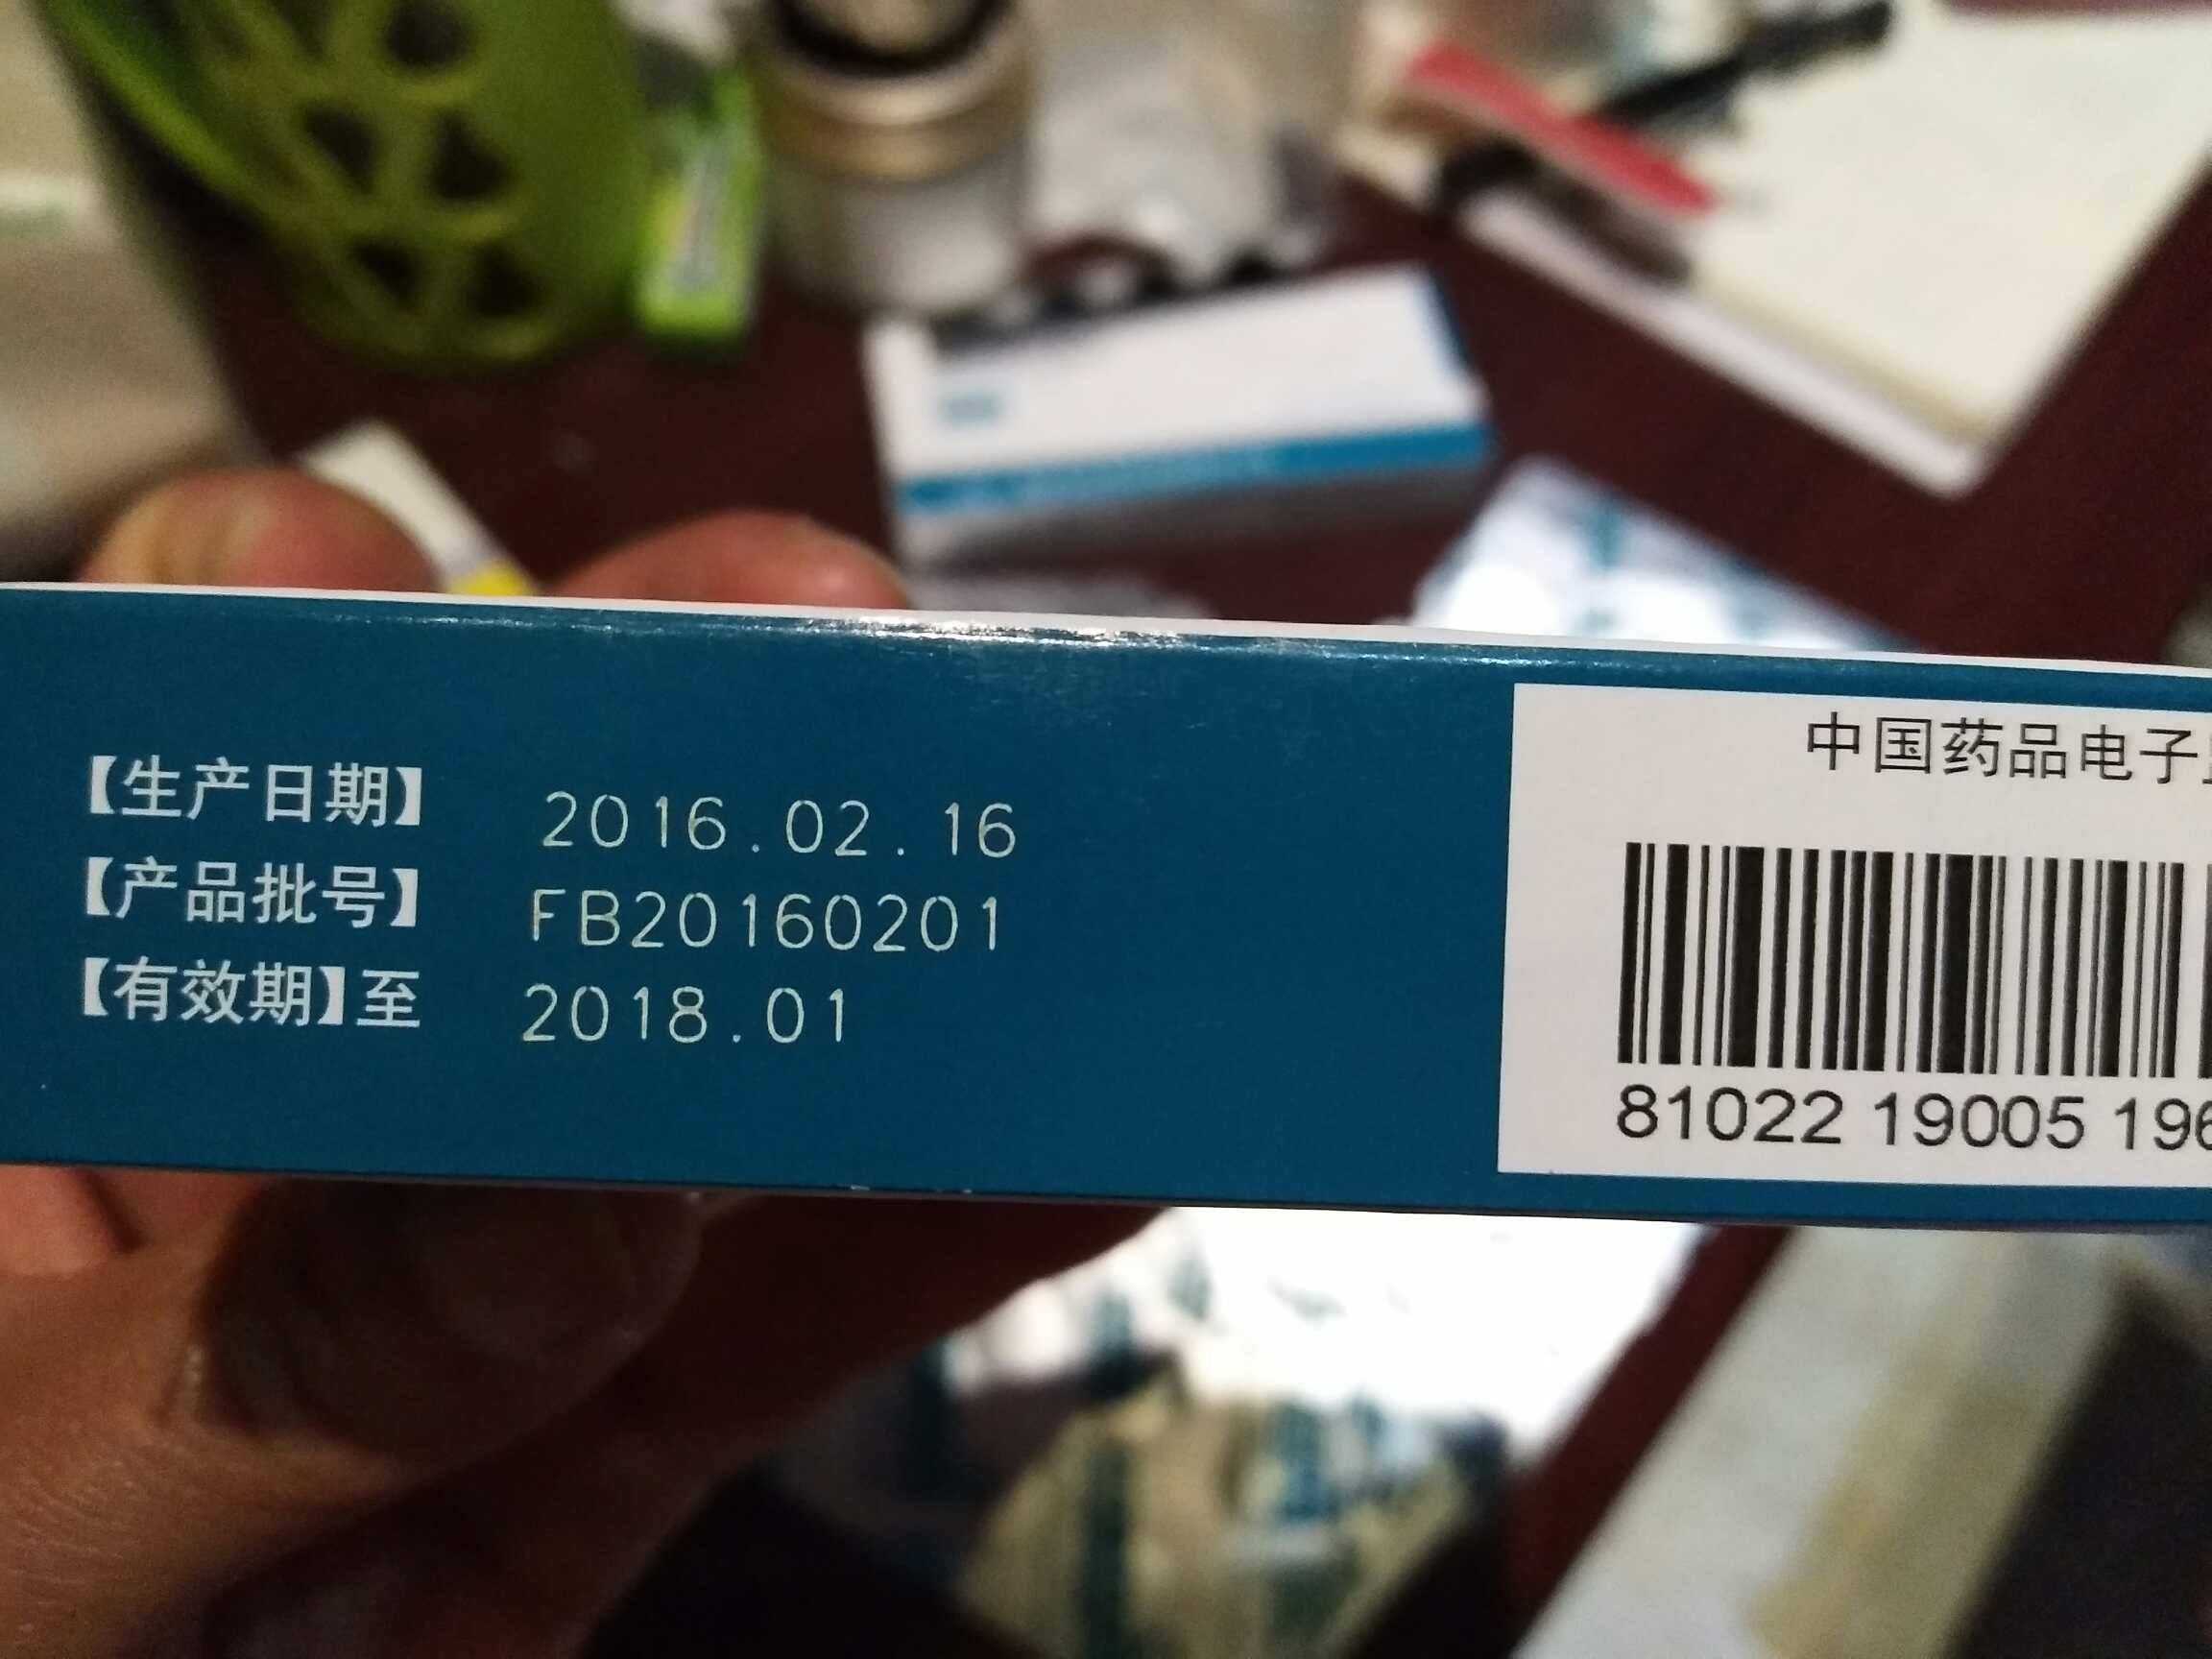 【生产日期】 2016.02.16
【产品批号】 FB20160201
【有效期】至 2018.01
中国药品电子
81022 19005 196